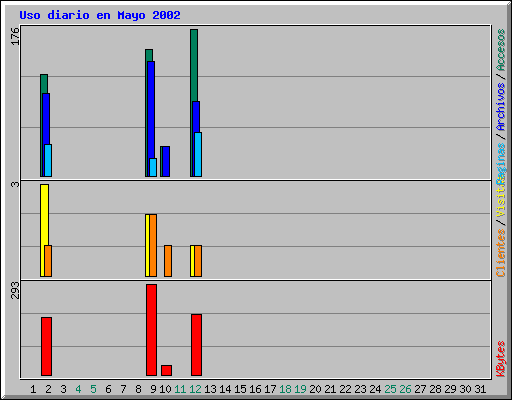 Uso diario en Mayo 2002
176
3
293
Accesos / Archivos / Paginas
Visitas / Clientes
KBytes
1 2 3 4 5 6 7 8 9 10 11 12 13 14 15 16 17 18 19 20 21 22 23 24 25 26 27 28 29 30 31